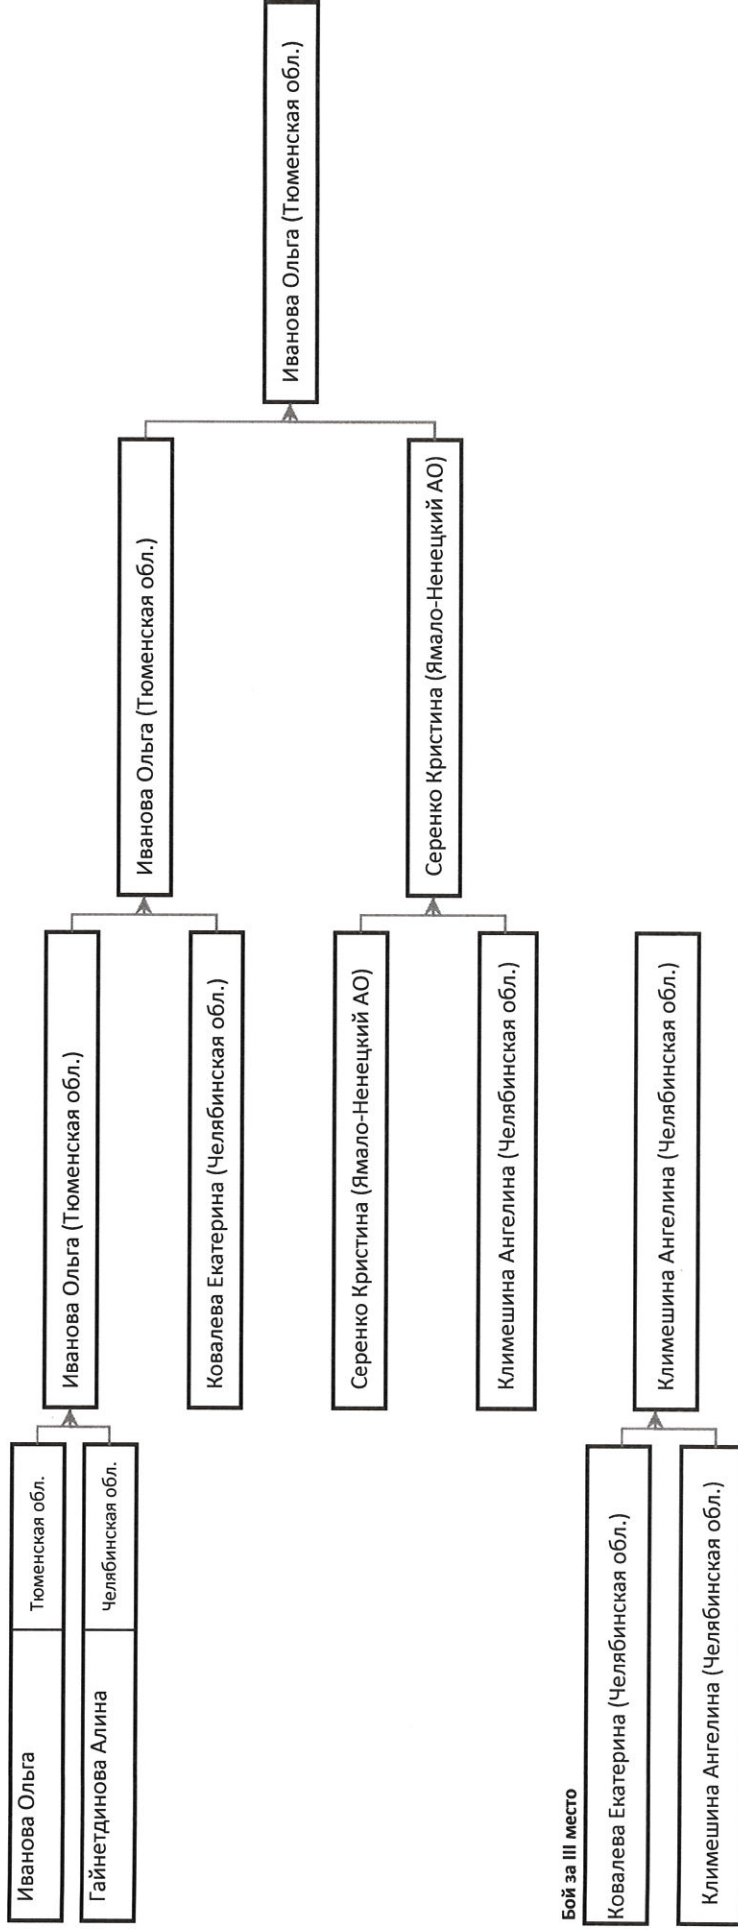 Иванова Ольга
Тюменская обл.
Гайнетдинова Алина
Челябинская обл.
Иванова Ольга (Тюменская обл.)
Ковалева Екатерина (Челябинская обл.)
Серенко Кристина (Ямало-Ненецкий АО)
Климешина Ангелина (Челябинская обл.)
Иванова Ольга (Тюменская обл.)
Серенко Кристина (Ямало-Ненецкий АО)
Иванова Ольга (Тюменская обл.)
Бой за III место
Ковалева Екатерина (Челябинская обл.)
Климешина Ангелина (Челябинская обл.)
Климешина Ангелина (Челябинская обл.)